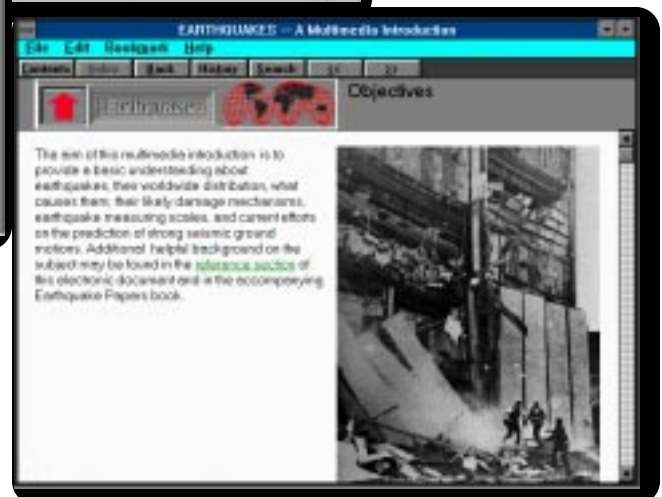 EARTHQUAKES -- A Multimedia Introduction
File Edit Bookmark Help
Contents Index Back History Search << >>
Earthquakes
Objectives
The aim of this multimedia introduction is to
provide a basic understanding about
earthquakes, their worldwide distribution, what
causes them, their likely damage mechanisms,
earthquake measuring scales, and current efforts
on the prediction of strong seismic ground
motions. Additional helpful background on the
subject may be found in the reference section of
this electronic document and in the accompanying
Earthquake Papers book.